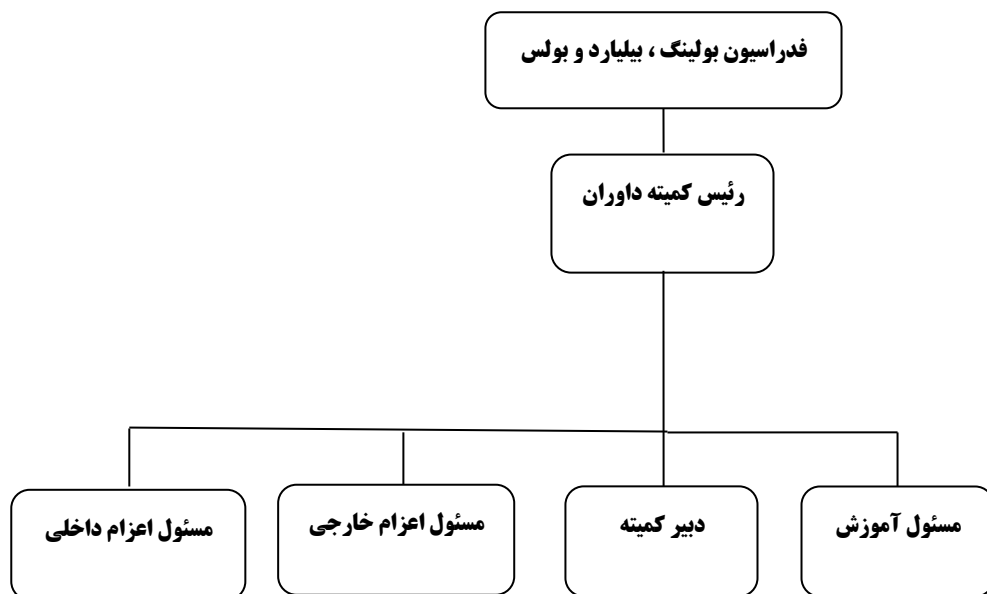 فدراسیون بولینگ ، بیلیارد و بولس
رئیس کمیته داوران
مسئول آموزش
دبیر کمیته
مسئول اعزام خارجی
مسئول اعزام داخلی